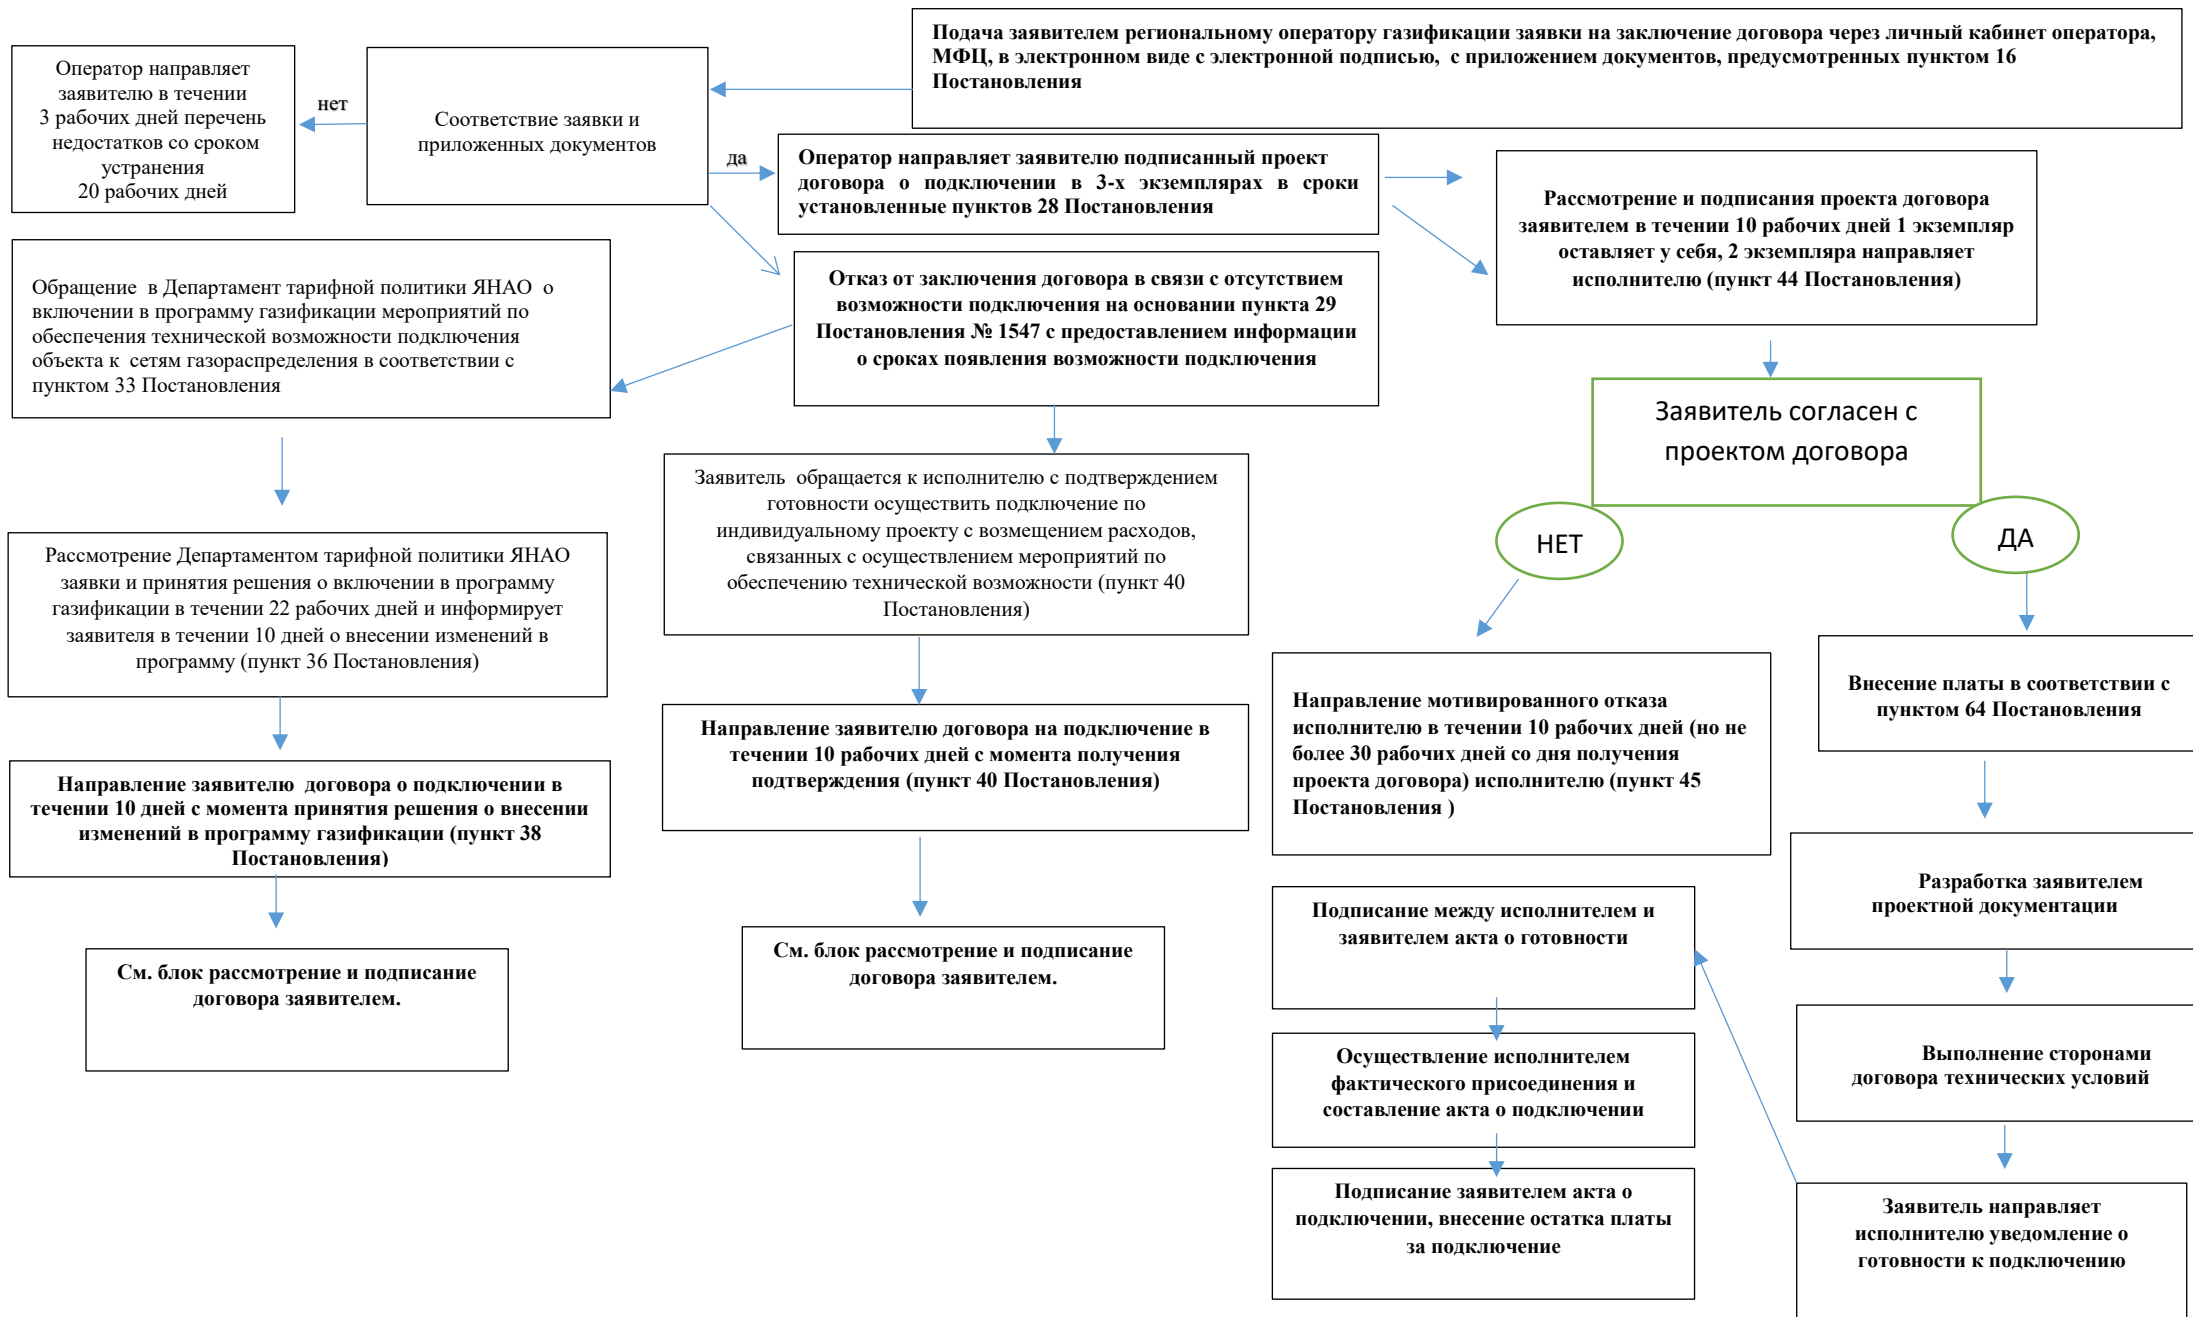 Подача заявителем региональному оператору газификации заявки на заключение договора через личный кабинет оператора,
МФЦ, в электронном виде с электронной подписью, с приложением документов, предусмотренных пунктом 16
Постановления
Оператор направляет
заявителю в течении
3 рабочих дней перечень
недостатков со сроком
устранения
20 рабочих дней
нет
Соответствие заявки и
приложенных документов
да
Оператор направляет заявителю подписанный проект
договора о подключении в 3-х экземплярах в сроки
установленные пунктов 28 Постановления
Рассмотрение и подписания проекта договора
заявителем в течении 10 рабочих дней 1 экземпляр
оставляет у себя, 2 экземпляра направляет
исполнителю (пункт 44 Постановления)
Обращение в Департамент тарифной политики ЯНАО о
включении в программу газификации мероприятий по
обеспечения технической возможности подключения
объекта к сетям газораспределения в соответствии с
пунктом 33 Постановления
Отказ от заключения договора в связи с отсутствием
возможности подключения на основании пункта 29
Постановления № 1547 с предоставлением информации
о сроках появления возможности подключения
Заявитель согласен с
проектом договора
НЕТ
ДА
Заявитель обращается к исполнителю с подтверждением
готовности осуществить подключение по
индивидуальному проекту с возмещением расходов,
связанных с осуществлением мероприятий по
обеспечению технической возможности (пункт 40
Постановления)
Рассмотрение Департаментом тарифной политики ЯНАО
заявки и принятия решения о включении в программу
газификации в течении 22 рабочих дней и информирует
заявителя в течении 10 дней о внесении изменений в
программу (пункт 36 Постановления)
Направление мотивированного отказа
исполнителю в течении 10 рабочих дней (но не
более 30 рабочих дней со дня получения
проекта договора) исполнителю (пункт 45
Постановления )
Внесение платы в соответствии с
пунктом 64 Постановления
Направление заявителю договора на подключение в
течении 10 рабочих дней с момента получения
подтверждения (пункт 40 Постановления)
Направление заявителю договора о подключении в
течении 10 дней с момента принятия решения о внесении
изменений в программу газификации (пункт 38
Постановления)
Разработка заявителем
проектной документации
Подписание между исполнителем и
заявителем акта о готовности
См. блок рассмотрение и подписание
договора заявителем.
См. блок рассмотрение и подписание
договора заявителем.
Выполнение сторонами
договора технических условий
Осуществление исполнителем
фактического присоединения и
составление акта о подключении
Подписание заявителем акта о
подключении, внесение остатка платы
за подключение
Заявитель направляет
исполнителю уведомление о
готовности к подключению